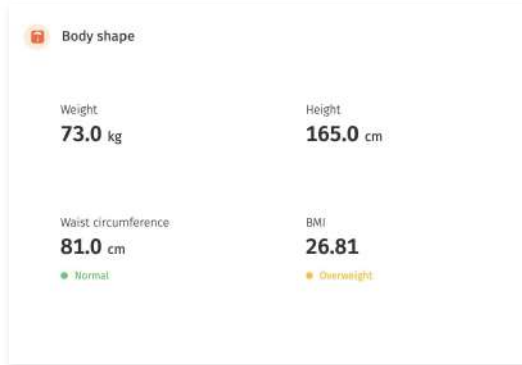 Body shape
Weight
73.0 kg
Height
165.0 cm
Waist circumference
81.0 cm
Normal
BMI
26.81
Overweight